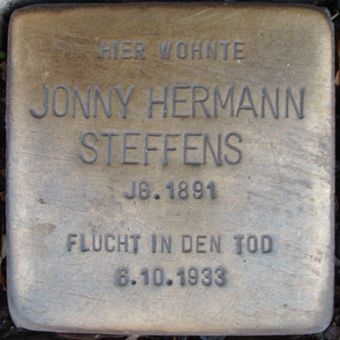 HIER WOHNTE
JONNY HERMANN
STEFFENS
JG. 1891
FLUCHT IN DEN TOD
6.10.1933